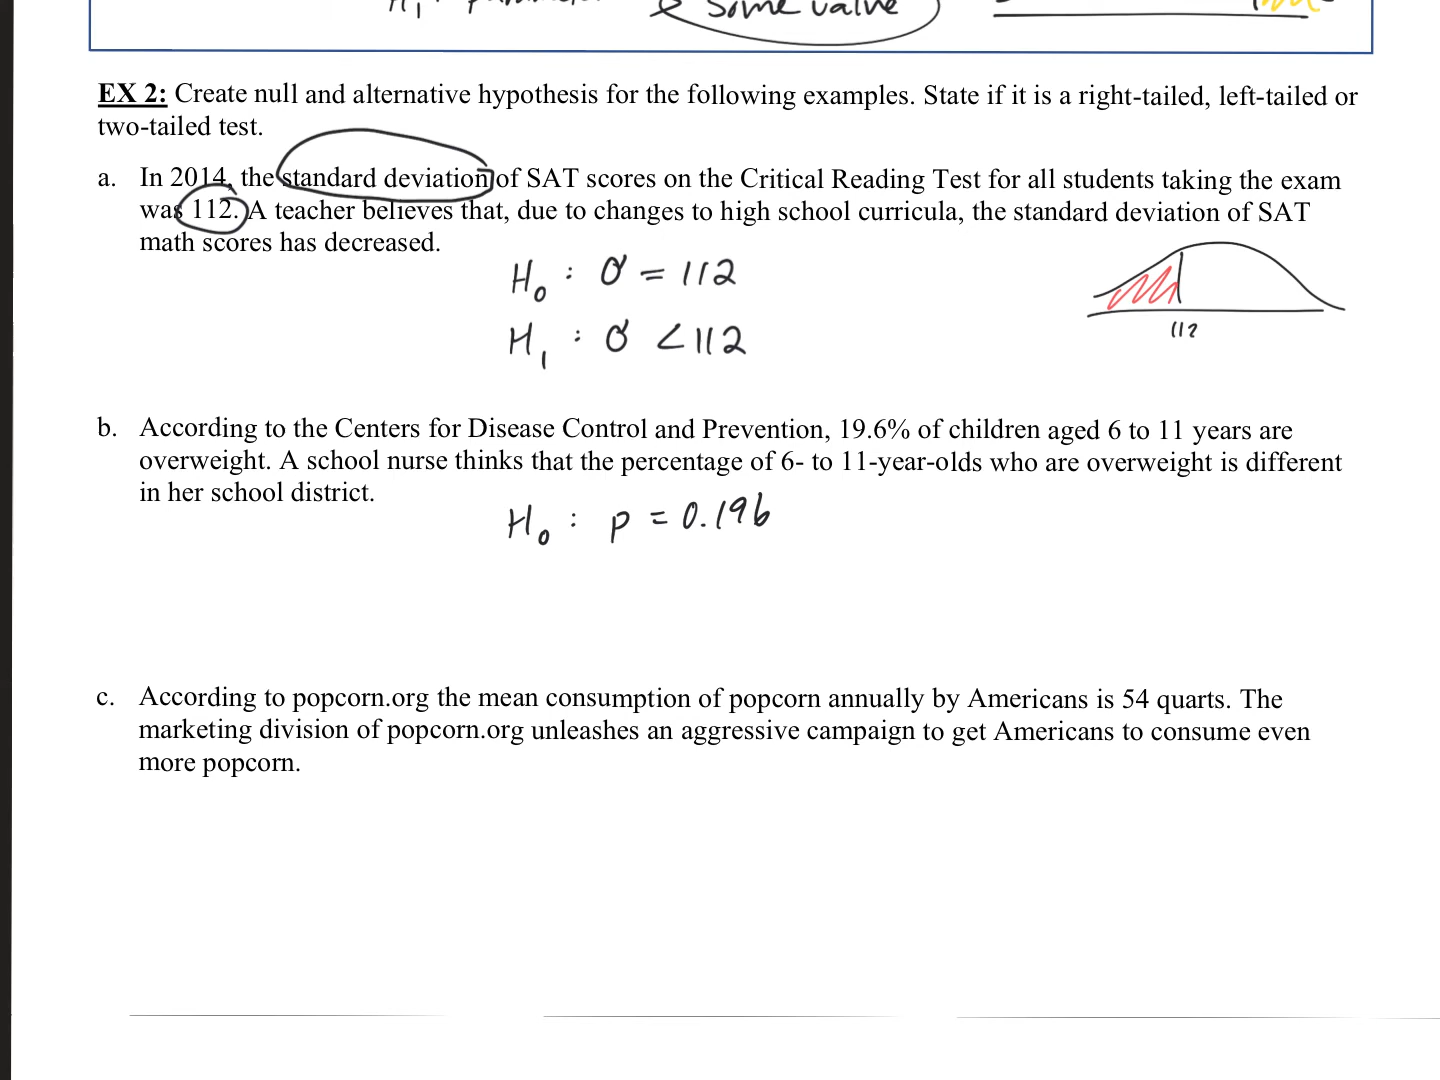 some value
EX 2: Create null and alternative hypothesis for the following examples. State if it is a right-tailed, left-tailed or
two-tailed test.
a. In 2014, the standard deviation of SAT scores on the Critical Reading Test for all students taking the exam
was 112. A teacher believes that, due to changes to high school curricula, the standard deviation of SAT
math scores has decreased.
H₀ : σ = 112
H₁ : σ < 112
112
b. According to the Centers for Disease Control and Prevention, 19.6% of children aged 6 to 11 years are
overweight. A school nurse thinks that the percentage of 6- to 11-year-olds who are overweight is different
in her school district.
H₀ : p = 0.196
c. According to popcorn.org the mean consumption of popcorn annually by Americans is 54 quarts. The
marketing division of popcorn.org unleashes an aggressive campaign to get Americans to consume even
more popcorn.